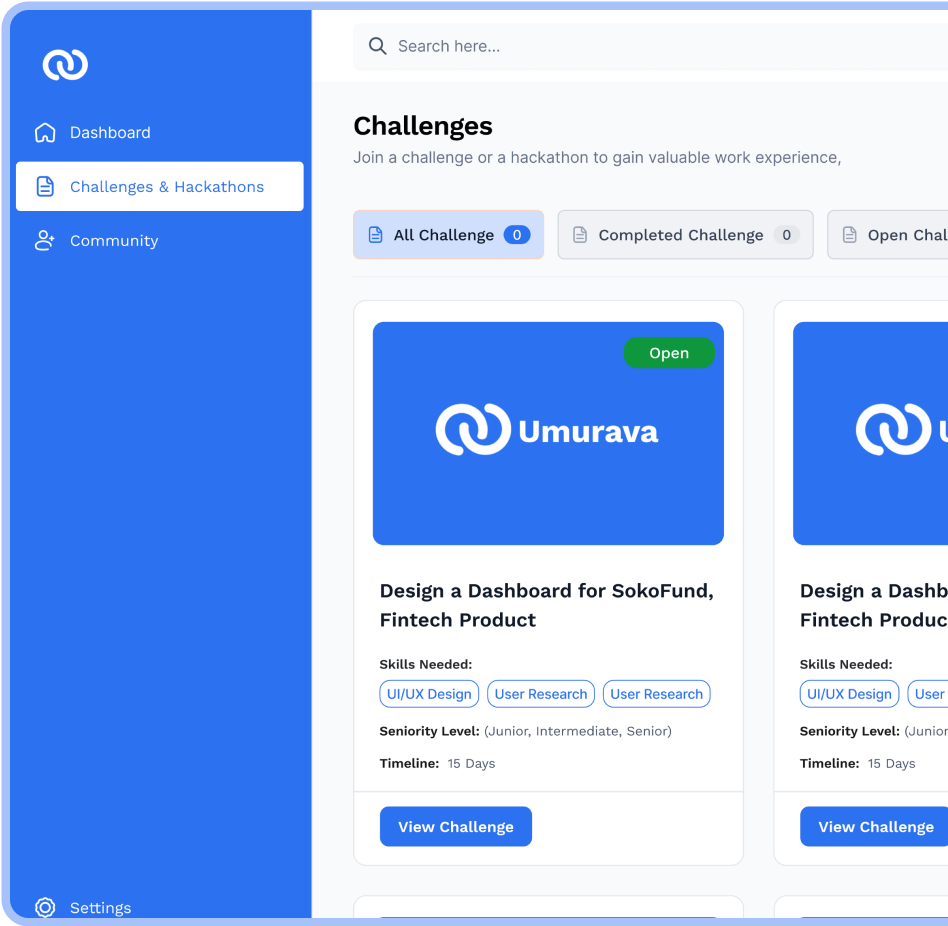 Search here...
Dashboard
Challenges & Hackathons
Community
Settings
Challenges
Join a challenge or a hackathon to gain valuable work experience,
All Challenge 0
Completed Challenge 0
Open Chal
Open
Umurava
Design a Dashboard for SokoFund,
Fintech Product
Skills Needed:
UI/UX Design User Research User Research
Seniority Level: (Junior, Intermediate, Senior)
Timeline: 15 Days
View Challenge
Design a Dashb
Fintech Produc
Skills Needed:
UI/UX Design User
Seniority Level: (Junior
Timeline: 15 Days
View Challenge